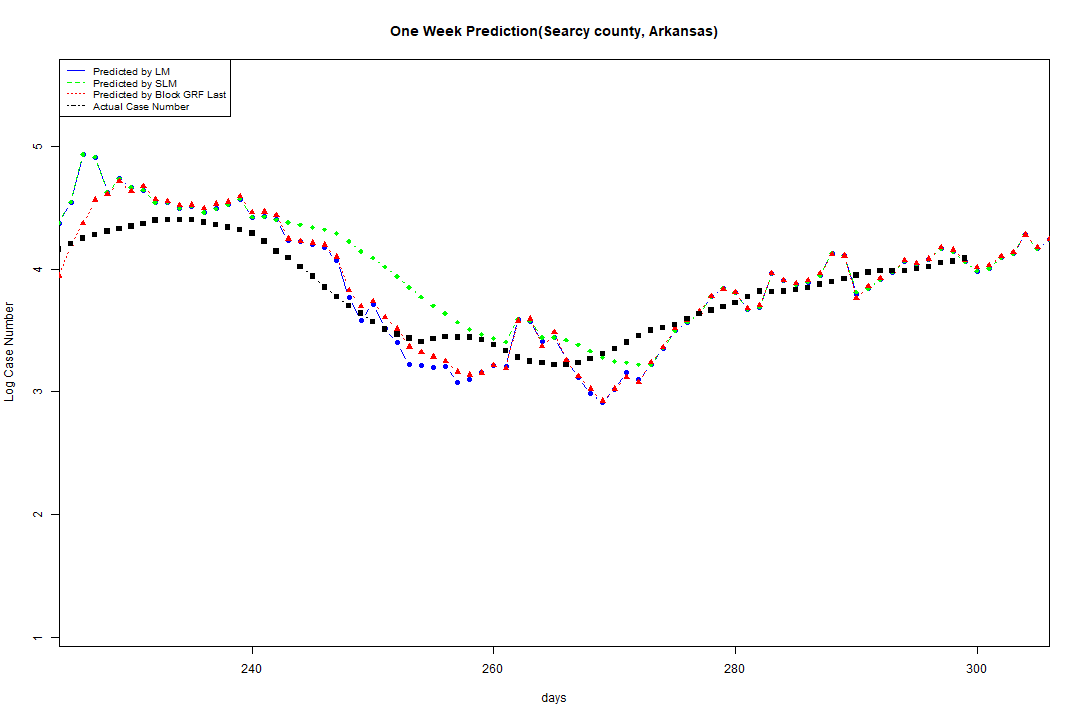 One Week Prediction(Searcy county, Arkansas)
Predicted by LM
Predicted by SLM
Predicted by Block GRF Last
Actual Case Number
5
4
3
2
1
Log Case Number
240 260 280 300
days